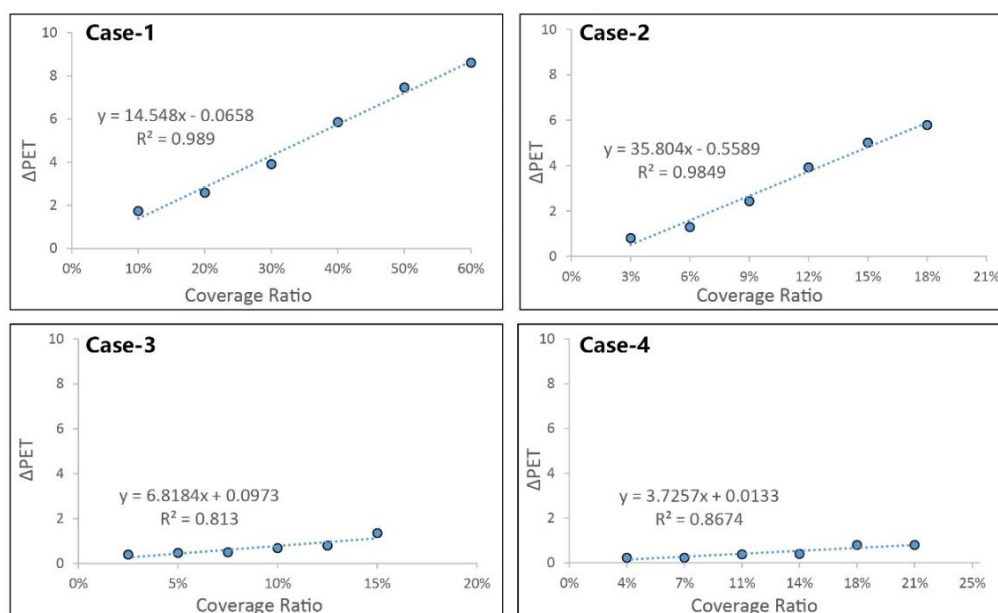 Case-1
10
8
6
4
2
0
ΔPET
y = 14.548x - 0.0658
R² = 0.989
0% 10% 20% 30% 40% 50% 60%
Coverage Ratio
Case-2
10
8
6
4
2
0
ΔPET
y = 35.804x - 0.5589
R² = 0.9849
0% 3% 6% 9% 12% 15% 18% 21%
Coverage Ratio
Case-3
10
8
6
4
2
0
ΔPET
y = 6.8184x + 0.0973
R² = 0.813
0% 5% 10% 15% 20%
Coverage Ratio
Case-4
10
8
6
4
2
0
ΔPET
y = 3.7257x + 0.0133
R² = 0.8674
0% 4% 7% 11% 14% 18% 21% 25%
Coverage Ratio